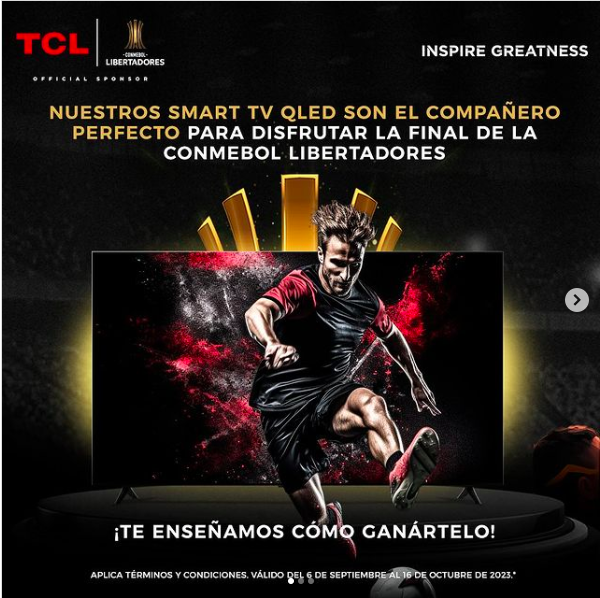 TCL
CONMEBOL
LIBERTADORES
OFFICIAL SPONSOR
INSPIRE GREATNESS
NUESTROS SMART TV QLED SON EL COMPAÑERO
PERFECTO PARA DISFRUTAR LA FINAL DE LA
CONMEBOL LIBERTADORES
¡TE ENSEÑAMOS CÓMO GANÁRTELO!
APLICA TÉRMINOS Y CONDICIONES. VÁLIDO DEL 6 DE SEPTIEMBRE AL 16 DE OCTUBRE DE 2023.*